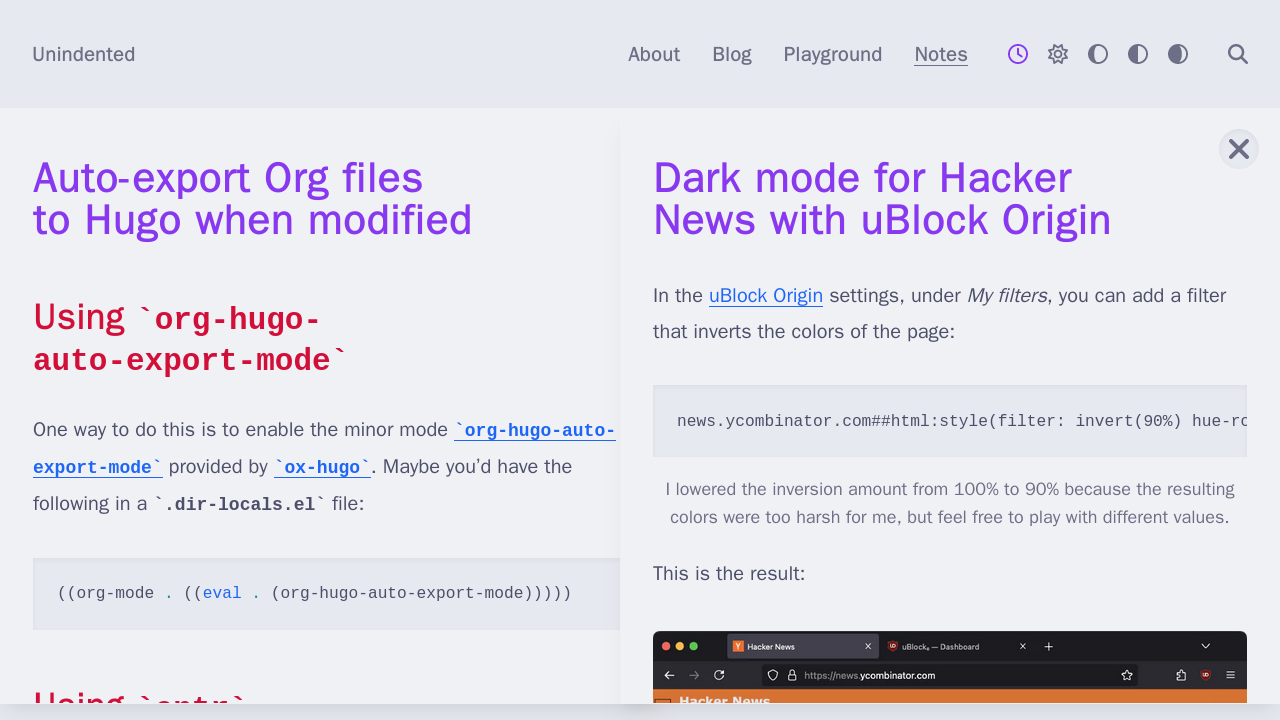 Unindented
About Blog Playground Notes
Auto-export Org files
to Hugo when modified
Using `org-hugo-
auto-export-mode`
One way to do this is to enable the minor mode `org-hugo-auto-
export-mode` provided by `ox-hugo`. Maybe you’d have the
following in a `.dir-locals.el` file:
((org-mode . ((eval . (org-hugo-auto-export-mode)))))
Using `entr`
Dark mode for Hacker
News with uBlock Origin
In the uBlock Origin settings, under My filters, you can add a filter
that inverts the colors of the page:
news.ycombinator.com##html:style(filter: invert(90%) hue-ro
I lowered the inversion amount from 100% to 90% because the resulting
colors were too harsh for me, but feel free to play with different values.
This is the result:
Hacker News
uBlock₀ — Dashboard
https://news.ycombinator.com
Hacker News